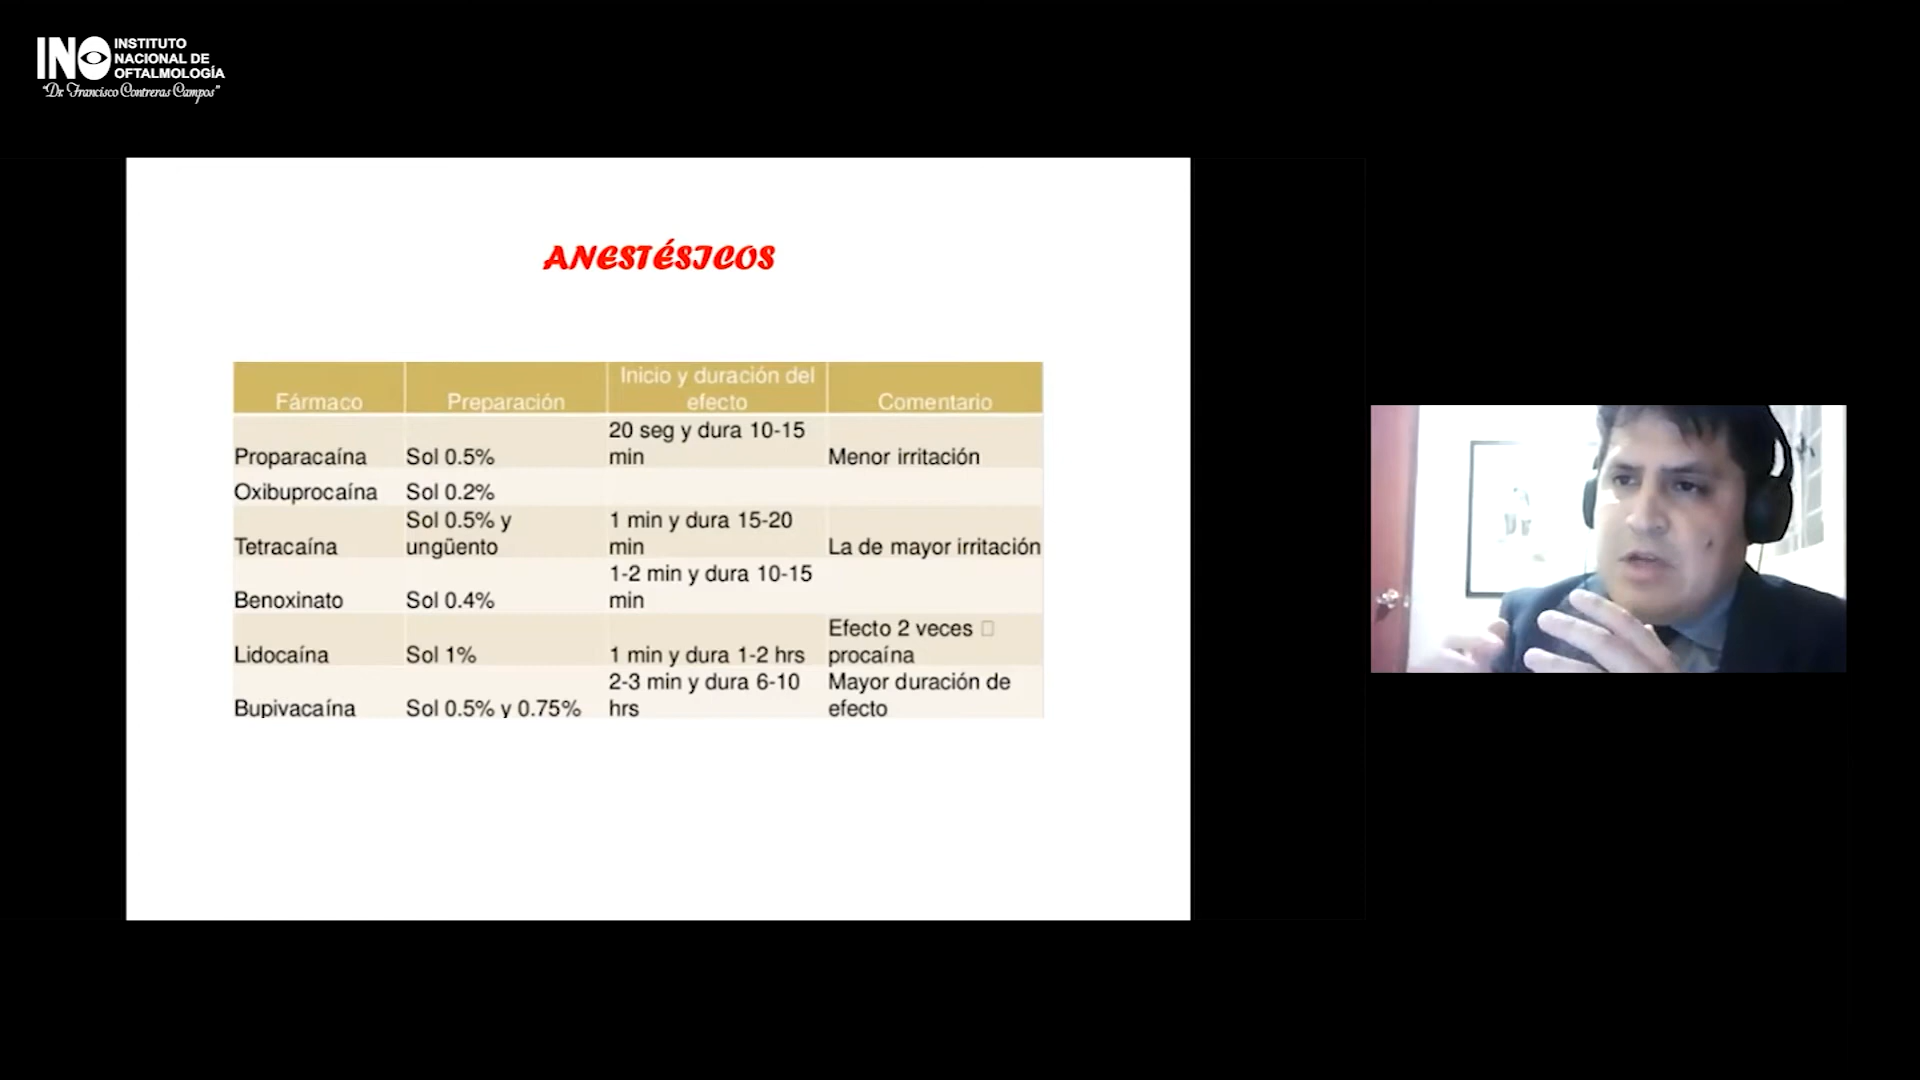 INO INSTITUTO
NACIONAL DE
OFTALMOLOGÍA
"Dr. Francisco Contreras Campos"
ANESTÉSICOS
Fármaco Preparación Inicio y duración del efecto Comentario
Proparacaína Sol 0.5% 20 seg y dura 10-15 min Menor irritación
Oxibuprocaína Sol 0.2%
Tetracaína Sol 0.5% y ungüento 1 min y dura 15-20 min La de mayor irritación
Benoxinato Sol 0.4% 1-2 min y dura 10-15 min
Lidocaína Sol 1% 1 min y dura 1-2 hrs Efecto 2 veces □ procaína
Bupivacaína Sol 0.5% y 0.75% 2-3 min y dura 6-10 hrs Mayor duración de efecto